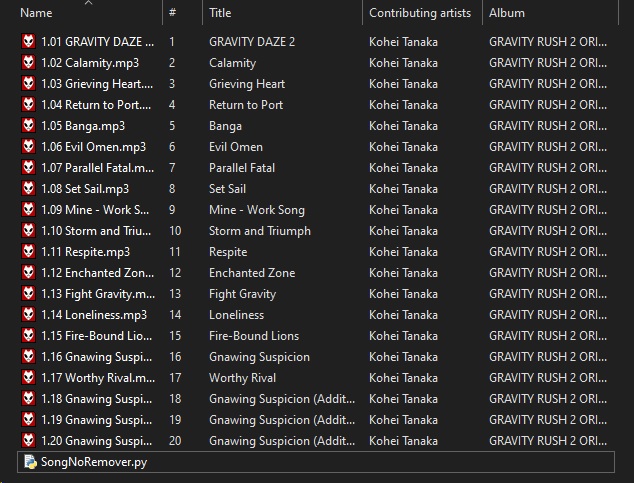 Name # Title Contributing artists Album
1.01 GRAVITY DAZE ... 1 GRAVITY DAZE 2 Kohei Tanaka GRAVITY RUSH 2 ORI...
1.02 Calamity.mp3 2 Calamity Kohei Tanaka GRAVITY RUSH 2 ORI...
1.03 Grieving Heart.... 3 Grieving Heart Kohei Tanaka GRAVITY RUSH 2 ORI...
1.04 Return to Port.... 4 Return to Port Kohei Tanaka GRAVITY RUSH 2 ORI...
1.05 Banga.mp3 5 Banga Kohei Tanaka GRAVITY RUSH 2 ORI...
1.06 Evil Omen.mp3 6 Evil Omen Kohei Tanaka GRAVITY RUSH 2 ORI...
1.07 Parallel Fatal.m... 7 Parallel Fatal Kohei Tanaka GRAVITY RUSH 2 ORI...
1.08 Set Sail.mp3 8 Set Sail Kohei Tanaka GRAVITY RUSH 2 ORI...
1.09 Mine - Work S... 9 Mine - Work Song Kohei Tanaka GRAVITY RUSH 2 ORI...
1.10 Storm and Triu... 10 Storm and Triumph Kohei Tanaka GRAVITY RUSH 2 ORI...
1.11 Respite.mp3 11 Respite Kohei Tanaka GRAVITY RUSH 2 ORI...
1.12 Enchanted Zon... 12 Enchanted Zone Kohei Tanaka GRAVITY RUSH 2 ORI...
1.13 Fight Gravity.m... 13 Fight Gravity Kohei Tanaka GRAVITY RUSH 2 ORI...
1.14 Loneliness.mp3 14 Loneliness Kohei Tanaka GRAVITY RUSH 2 ORI...
1.15 Fire-Bound Lio... 15 Fire-Bound Lions Kohei Tanaka GRAVITY RUSH 2 ORI...
1.16 Gnawing Suspi... 16 Gnawing Suspicion Kohei Tanaka GRAVITY RUSH 2 ORI...
1.17 Worthy Rival.m... 17 Worthy Rival Kohei Tanaka GRAVITY RUSH 2 ORI...
1.18 Gnawing Suspi... 18 Gnawing Suspicion (Addit... Kohei Tanaka GRAVITY RUSH 2 ORI...
1.19 Gnawing Suspi... 19 Gnawing Suspicion (Addit... Kohei Tanaka GRAVITY RUSH 2 ORI...
1.20 Gnawing Suspi... 20 Gnawing Suspicion (Addit... Kohei Tanaka GRAVITY RUSH 2 ORI...
SongNoRemover.py